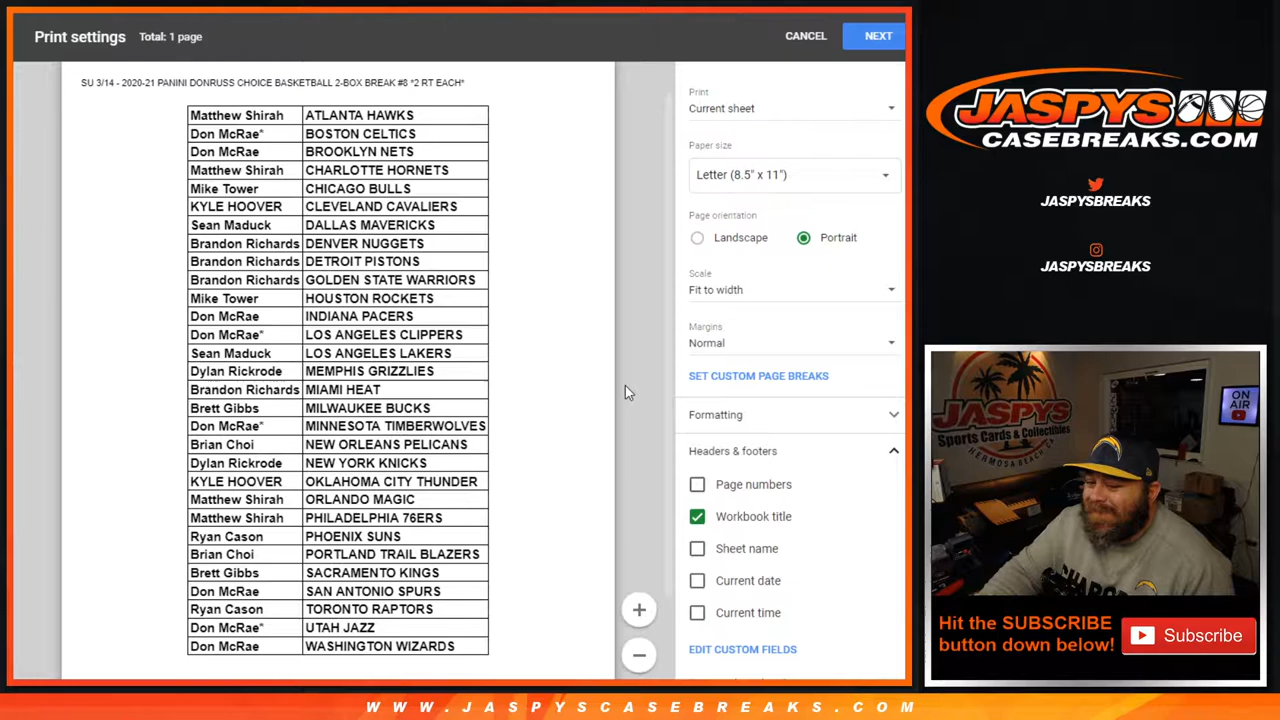 Print settings
Total: 1 page
CANCEL
NEXT
SU 3/14 - 2020-21 PANINI DONRUSS CHOICE BASKETBALL 2-BOX BREAK #8 *2 RT EACH*
Matthew Shirah ATLANTA HAWKS
Don McRae* BOSTON CELTICS
Don McRae BROOKLYN NETS
Matthew Shirah CHARLOTTE HORNETS
Mike Tower CHICAGO BULLS
KYLE HOOVER CLEVELAND CAVALIERS
Sean Maduck DALLAS MAVERICKS
Brandon Richards DENVER NUGGETS
Brandon Richards DETROIT PISTONS
Brandon Richards GOLDEN STATE WARRIORS
Mike Tower HOUSTON ROCKETS
Don McRae INDIANA PACERS
Don McRae* LOS ANGELES CLIPPERS
Sean Maduck LOS ANGELES LAKERS
Dylan Rickrode MEMPHIS GRIZZLIES
Brandon Richards MIAMI HEAT
Brett Gibbs MILWAUKEE BUCKS
Don McRae* MINNESOTA TIMBERWOLVES
Brian Choi NEW ORLEANS PELICANS
Dylan Rickrode NEW YORK KNICKS
KYLE HOOVER OKLAHOMA CITY THUNDER
Matthew Shirah ORLANDO MAGIC
Matthew Shirah PHILADELPHIA 76ERS
Ryan Cason PHOENIX SUNS
Brian Choi PORTLAND TRAIL BLAZERS
Brett Gibbs SACRAMENTO KINGS
Don McRae SAN ANTONIO SPURS
Ryan Cason TORONTO RAPTORS
Don McRae* UTAH JAZZ
Don McRae WASHINGTON WIZARDS
Print
Current sheet
Paper size
Letter (8.5" x 11")
Page orientation
Landscape
Portrait
Scale
Fit to width
Margins
Normal
SET CUSTOM PAGE BREAKS
Formatting
Headers & footers
Page numbers
Workbook title
Sheet name
Current date
Current time
EDIT CUSTOM FIELDS
JASPYS
CASEBREAKS.COM
JASPYSBREAKS
JASPYSBREAKS
JASPYS
Sports Cards & Collectibles
HERMOSA BEACH, CA
ON AIR
Hit the SUBSCRIBE
button down below!
Subscribe
WWW.JASPYSCASEBREAKS.COM